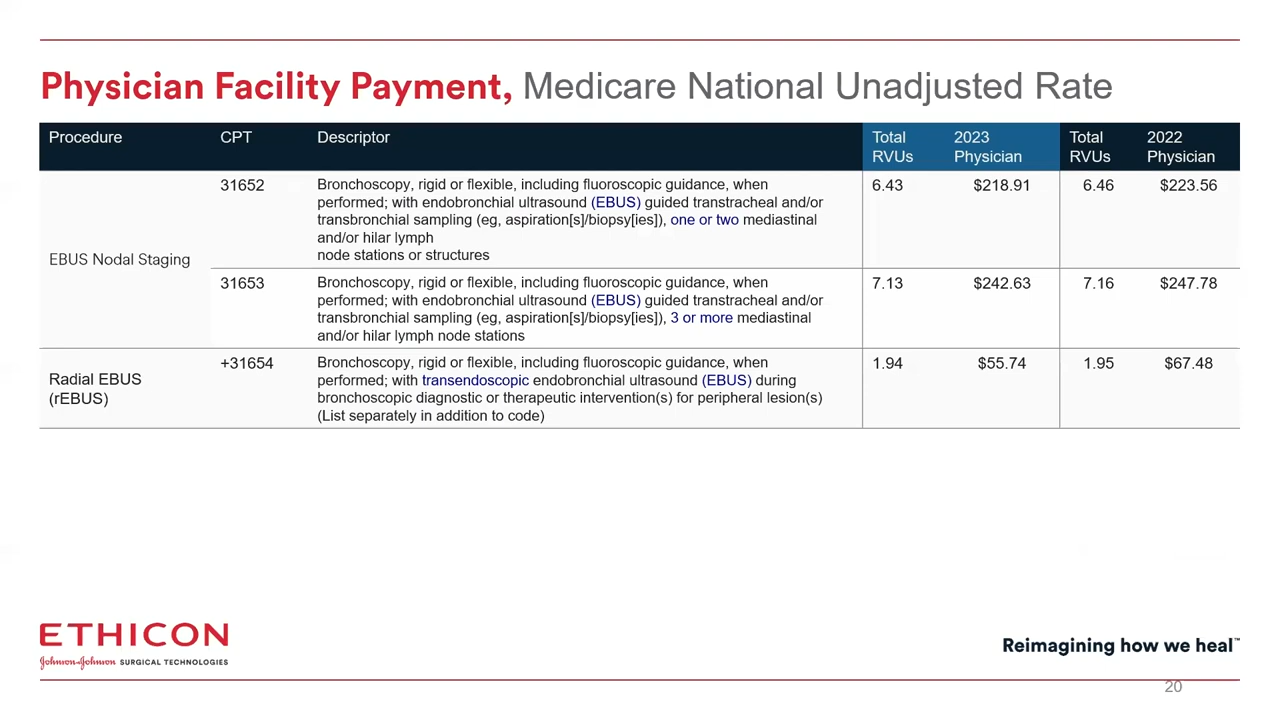 Physician Facility Payment, Medicare National Unadjusted Rate
Procedure CPT Descriptor Total RVUs 2023 Physician Total RVUs 2022 Physician
EBUS Nodal Staging
31652
Bronchoscopy, rigid or flexible, including fluoroscopic guidance, when
performed; with endobronchial ultrasound (EBUS) guided transtracheal and/or
transbronchial sampling (eg, aspiration[s]/biopsy[ies]), one or two mediastinal
and/or hilar lymph
node stations or structures
6.43 $218.91 6.46 $223.56
31653
Bronchoscopy, rigid or flexible, including fluoroscopic guidance, when
performed; with endobronchial ultrasound (EBUS) guided transtracheal and/or
transbronchial sampling (eg, aspiration[s]/biopsy[ies]), 3 or more mediastinal
and/or hilar lymph node stations
7.13 $242.63 7.16 $247.78
Radial EBUS
(rEBUS)
+31654
Bronchoscopy, rigid or flexible, including fluoroscopic guidance, when
performed; with transendoscopic endobronchial ultrasound (EBUS) during
bronchoscopic diagnostic or therapeutic intervention(s) for peripheral lesion(s)
(List separately in addition to code)
1.94 $55.74 1.95 $67.48
ETHICON
Johnson&Johnson SURGICAL TECHNOLOGIES
Reimagining how we heal™
20